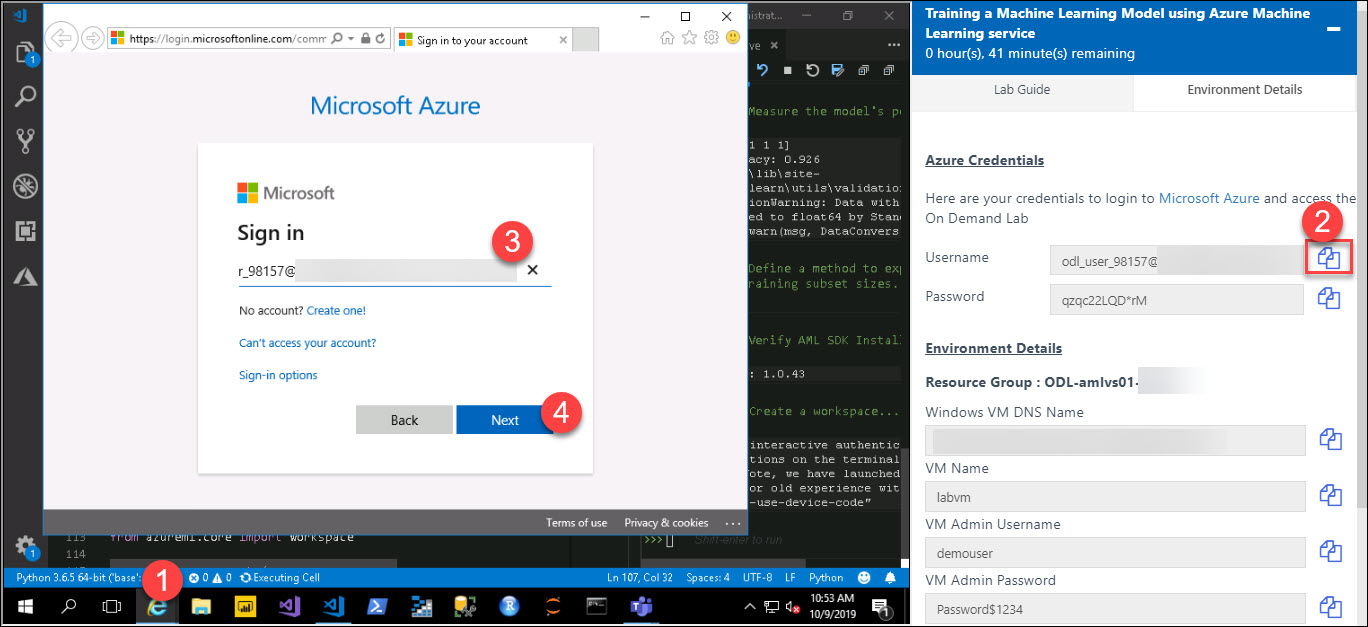 https://login.microsoftonline.com/comm
Sign in to your account
Microsoft Azure
Microsoft
Sign in
3
r_98157@
No account? Create one!
Can't access your account?
Sign-in options
Back
Next
4
Terms of use
Privacy & cookies
...
Measure the model's pe
1 1 1]
acy: 0.926
\lib\site-
learn\utils\validation
ionWarning: Data with
ed to float64 by Stand
warn(msg, DataConvers
Define a method to exp
raining subset sizes.
Verify AML SDK Instal
: 1.0.43
Create a workspace...
interactive authentic
tions on the terminal
ote, we have launched
or old experience wit
-use-device-code"
113
from azureml.core import Workspace
114
>>>[]
Shift-enter to run
1
1
Python 3.6.5 64-bit ('base':
0
0
Executing Cell
Ln 107, Col 32
Spaces: 4
UTF-8
LF
Python
1
10:53 AM
10/9/2019
1
Training a Machine Learning Model using Azure Machine
Learning service
0 hour(s), 41 minute(s) remaining
Lab Guide
Environment Details
Azure Credentials
Here are your credentials to login to Microsoft Azure and access the
On Demand Lab
2
Username
odl_user_98157@
Password
qzqc22LQD*rM
Environment Details
Resource Group : ODL-amlvs01-
Windows VM DNS Name
VM Name
labvm
VM Admin Username
demouser
VM Admin Password
Password$1234